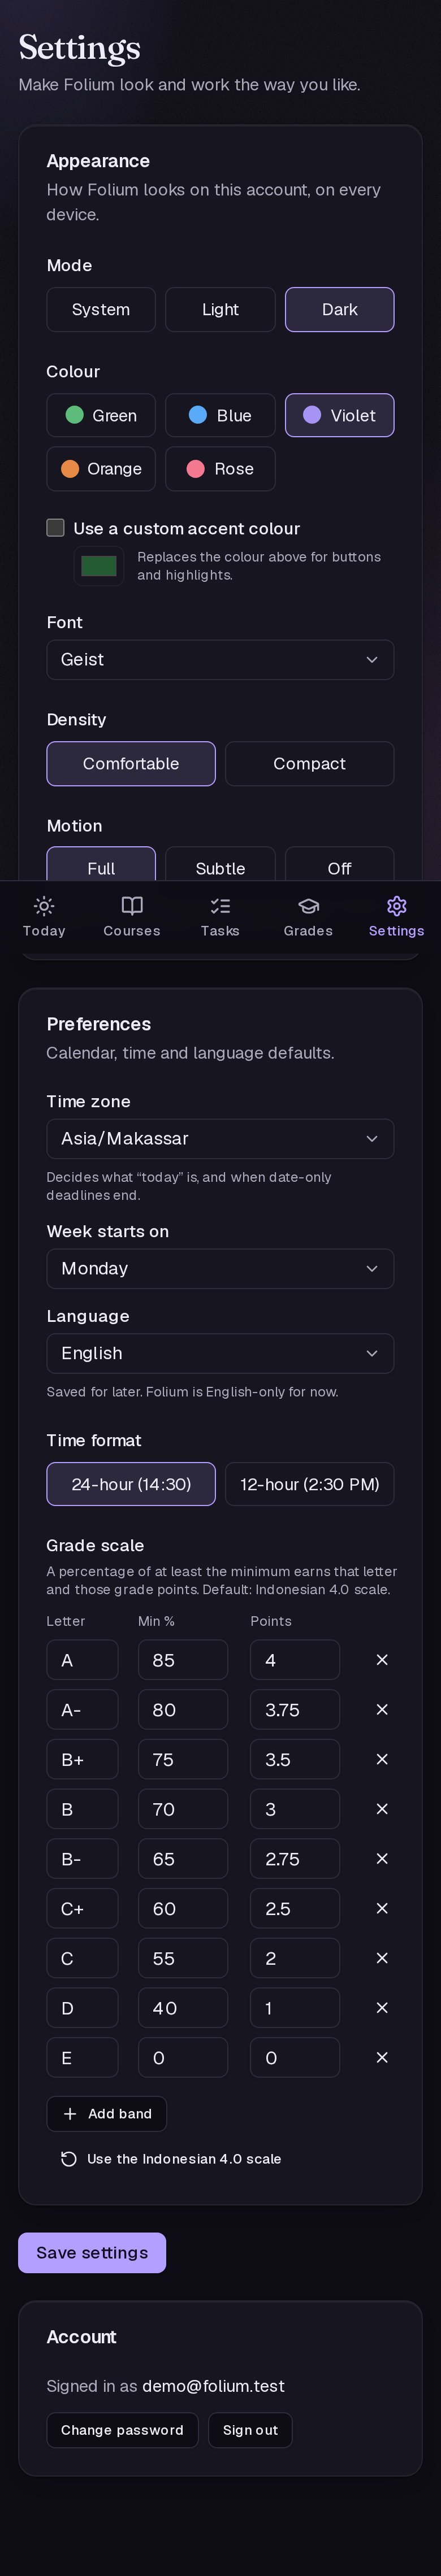 Settings
Make Folium look and work the way you like.
Appearance
How Folium looks on this account, on every
device.
Mode
System Light Dark
Colour
Green Blue Violet
Orange Rose
Use a custom accent colour
Replaces the colour above for buttons
and highlights.
Font
Geist
Density
Comfortable Compact
Motion
Full Subtle Off
Today Courses Tasks Grades Settings
Preferences
Calendar, time and language defaults.
Time zone
Asia/Makassar
Decides what “today” is, and when date-only
deadlines end.
Week starts on
Monday
Language
English
Saved for later. Folium is English-only for now.
Time format
24-hour (14:30) 12-hour (2:30 PM)
Grade scale
A percentage of at least the minimum earns that letter
and those grade points. Default: Indonesian 4.0 scale.
Letter Min % Points
A 85 4
A- 80 3.75
B+ 75 3.5
B 70 3
B- 65 2.75
C+ 60 2.5
C 55 2
D 40 1
E 0 0
Add band
Use the Indonesian 4.0 scale
Save settings
Account
Signed in as demo@folium.test
Change password Sign out